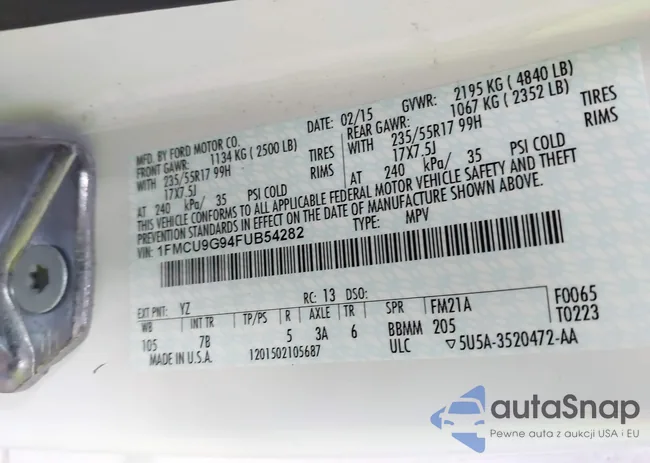 MFD. BY FORD MOTOR CO. DATE: 02/15 GVWR: 2195 KG ( 4840 LB)
FRONT GAWR: 1134 KG ( 2500 LB) REAR GAWR: 1067 KG ( 2352 LB)
WITH 235/55R17 99H TIRES WITH 235/55R17 99H TIRES
17X7.5J RIMS 17X7.5J RIMS
AT 240 kPa/ 35 PSI COLD AT 240 kPa/ 35 PSI COLD
THIS VEHICLE CONFORMS TO ALL APPLICABLE FEDERAL MOTOR VEHICLE SAFETY AND THEFT
PREVENTION STANDARDS IN EFFECT ON THE DATE OF MANUFACTURE SHOWN ABOVE.
VIN: 1FMCU9G94FUB54282 TYPE: MPV
EXT PNT: YZ RC: 13 DSO: F0065
WB INT TR TP/PS R AXLE TR SPR FM21A T0223
105 7B 5 3A 6 BBMM 205
MADE IN U.S.A. 1201502105687 ULC ▽5U5A-3520472-AA
autaSnap
Pewne auta z aukcji USA i EU